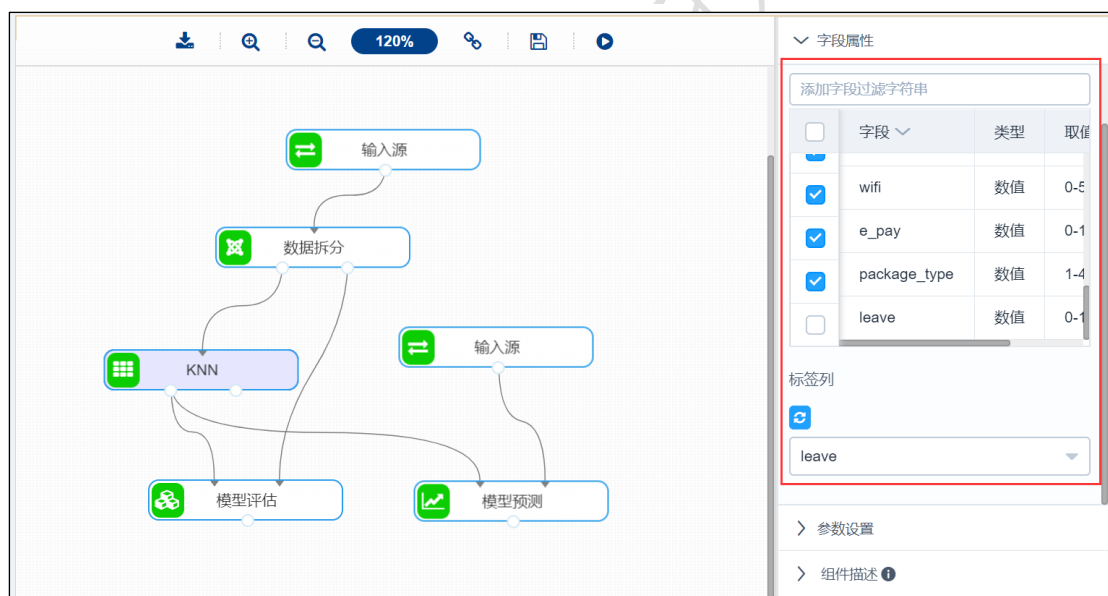 120%
输入源
数据拆分
KNN
输入源
模型评估
模型预测
字段属性
添加字段过滤字符串
字段 类型
wifi 数值 0-5
e_pay 数值 0-1
package_type 数值 1-4
leave 数值 0-1
标签列
leave
参数设置
组件描述